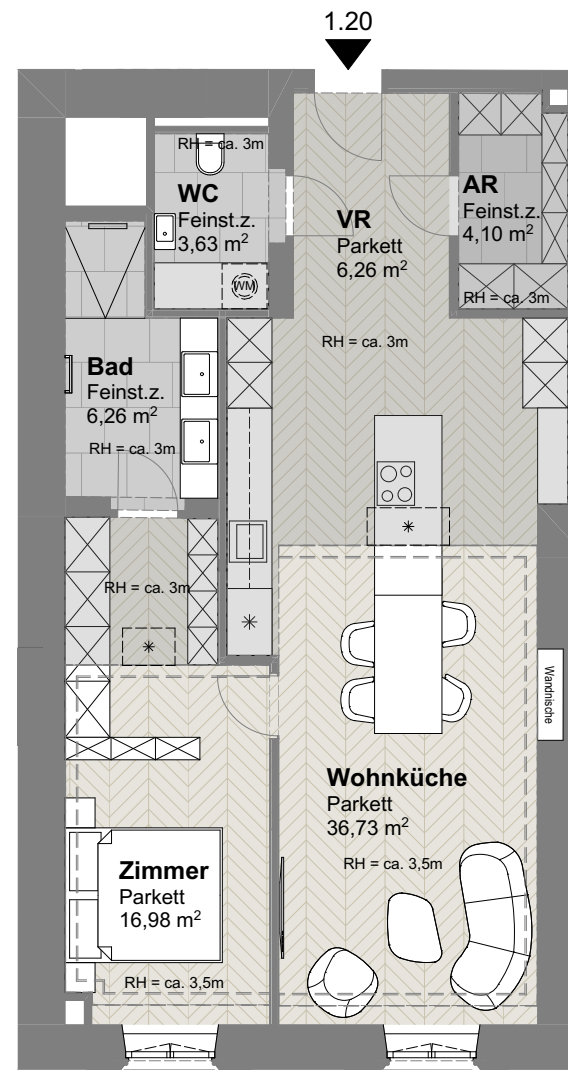 1.20
RH = ca. 3m
WC
Feinst.z.
3,63 m²
WM
VR
Parkett
6,26 m²
AR
Feinst.z.
4,10 m²
RH = ca. 3m
RH = ca. 3m
Bad
Feinst.z.
6,26 m²
RH = ca. 3m
RH = ca. 3m
Wandnische
Wohnküche
Parkett
36,73 m²
RH = ca. 3,5m
Zimmer
Parkett
16,98 m²
RH = ca. 3,5m